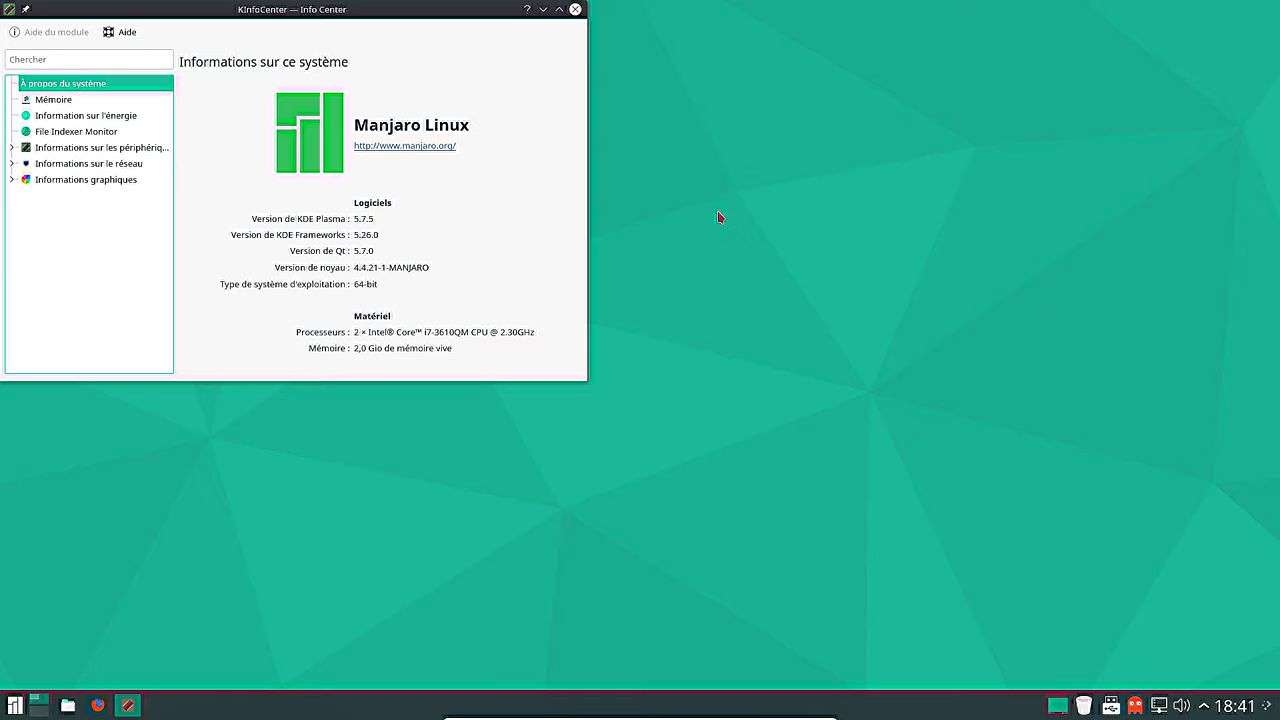 KInfoCenter — Info Center
Aide du module
Aide
Chercher
À propos du système
Mémoire
Information sur l'énergie
File Indexer Monitor
Informations sur les périphériq...
Informations sur le réseau
Informations graphiques
Informations sur ce système
Manjaro Linux
http://www.manjaro.org/
Logiciels
Version de KDE Plasma : 5.7.5
Version de KDE Frameworks : 5.26.0
Version de Qt : 5.7.0
Version de noyau : 4.4.21-1-MANJARO
Type de système d'exploitation : 64-bit
Matériel
Processeurs : 2 × Intel® Core™ i7-3610QM CPU @ 2.30GHz
Mémoire : 2,0 Gio de mémoire vive
18:41